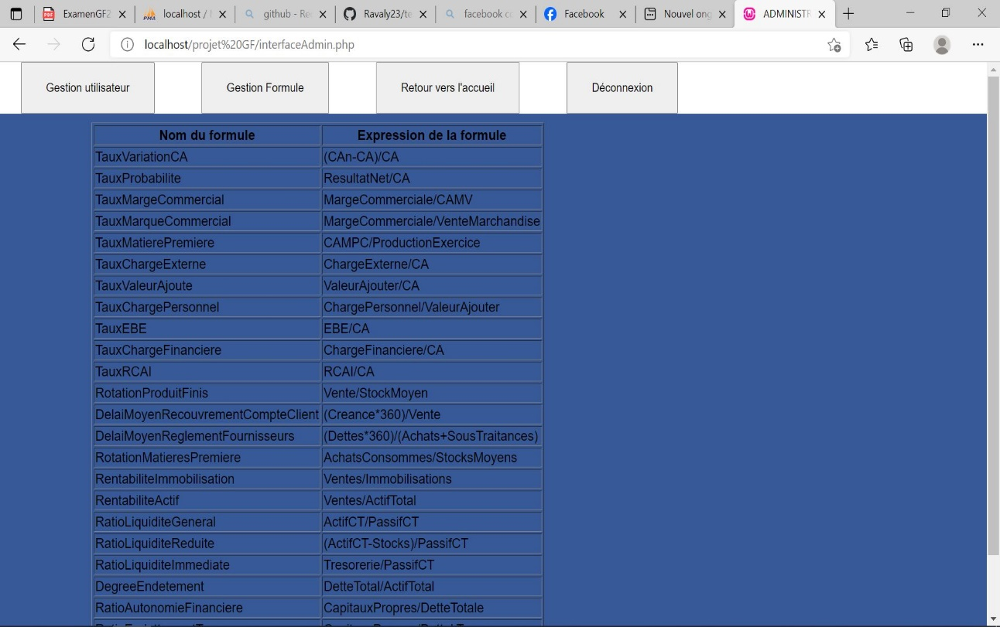 ExamenGF2
localhost /
github - Re
Ravaly23/te
facebook co
Facebook
Nouvel ong
ADMINISTR
localhost/projet%20GF/interfaceAdmin.php
Gestion utilisateur
Gestion Formule
Retour vers l'accueil
Déconnexion
Nom du formule Expression de la formule
TauxVariationCA (CAn-CA)/CA
TauxProbabilite ResultatNet/CA
TauxMargeCommercial MargeCommerciale/CAMV
TauxMarqueCommercial MargeCommerciale/VenteMarchandise
TauxMatierePremiere CAMPC/ProductionExercice
TauxChargeExterne ChargeExterne/CA
TauxValeurAjoute ValeurAjouter/CA
TauxChargePersonnel ChargePersonnel/ValeurAjouter
TauxEBE EBE/CA
TauxChargeFinanciere ChargeFinanciere/CA
TauxRCAI RCAI/CA
RotationProduitFinis Vente/StockMoyen
DelaiMoyenRecouvrementCompteClient (Creance*360)/Vente
DelaiMoyenReglementFournisseurs (Dettes*360)/(Achats+SousTraitances)
RotationMatieresPremiere AchatsConsommes/StocksMoyens
RentabiliteImmobilisation Ventes/Immobilisations
RentabiliteActif Ventes/ActifTotal
RatioLiquiditeGeneral ActifCT/PassifCT
RatioLiquiditeReduite (ActifCT-Stocks)/PassifCT
RatioLiquiditeImmediate Tresorerie/PassifCT
DegreeEndetement DetteTotal/ActifTotal
RatioAutonomieFinanciere CapitauxPropres/DetteTotale